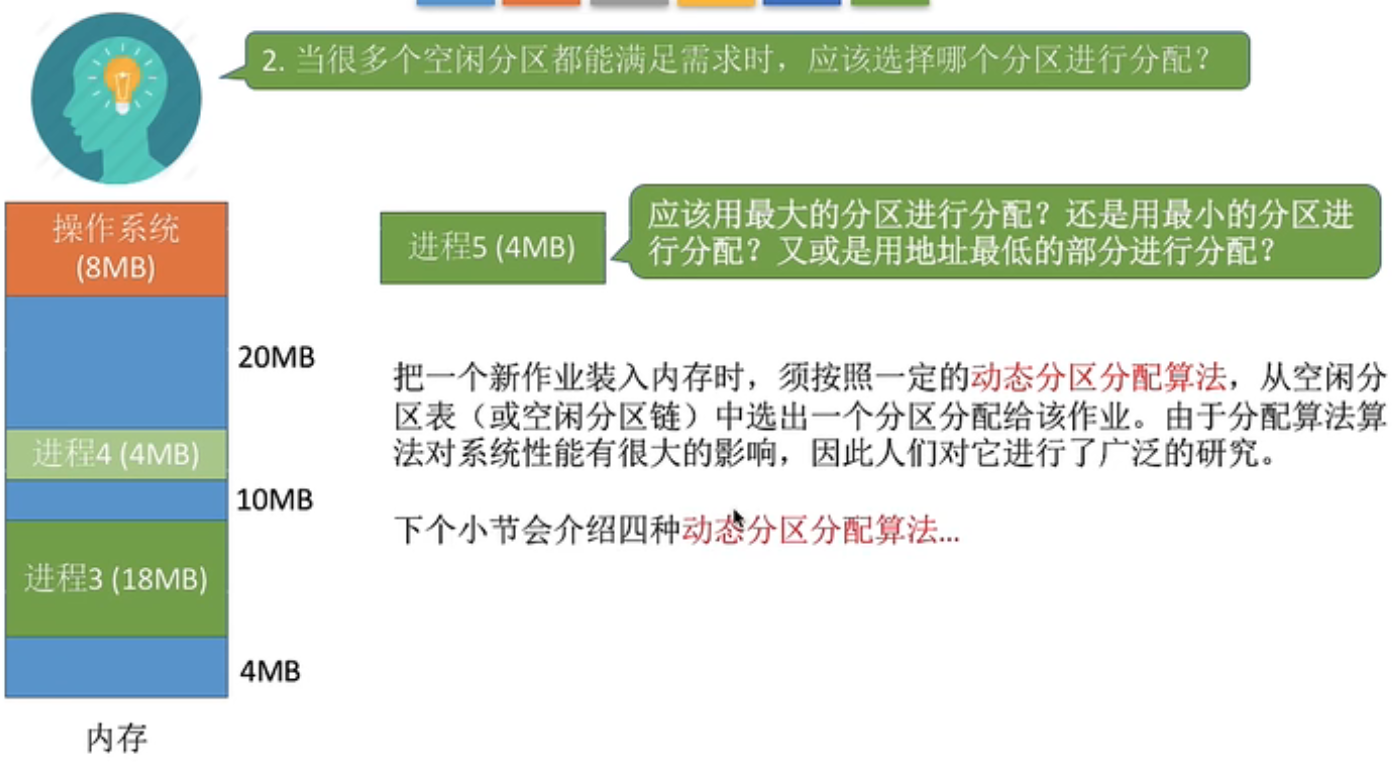 2. 当很多个空闲分区都能满足需求时，应该选择哪个分区进行分配？
操作系统
(8MB)
20MB
进程4 (4MB)
10MB
进程3 (18MB)
4MB
内存
进程5 (4MB)
应该用最大的分区进行分配？还是用最小的分区进
行分配？又或是用地址最低的部分进行分配？
把一个新作业装入内存时，须按照一定的动态分区分配算法，从空闲分
区表（或空闲分区链）中选出一个分区分配给该作业。由于分配算法算
法对系统性能有很大的影响，因此人们对它进行了广泛的研究。
下个小节会介绍四种动态分区分配算法...